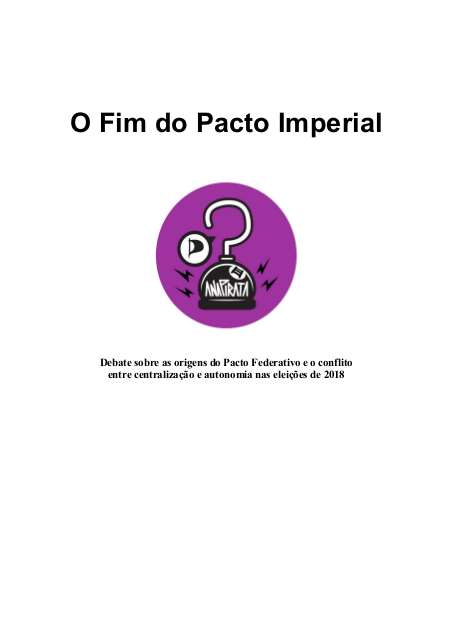 O Fim do Pacto Imperial
ANAPIRATA
Debate sobre as origens do Pacto Federativo e o conflito
entre centralização e autonomia nas eleições de 2018